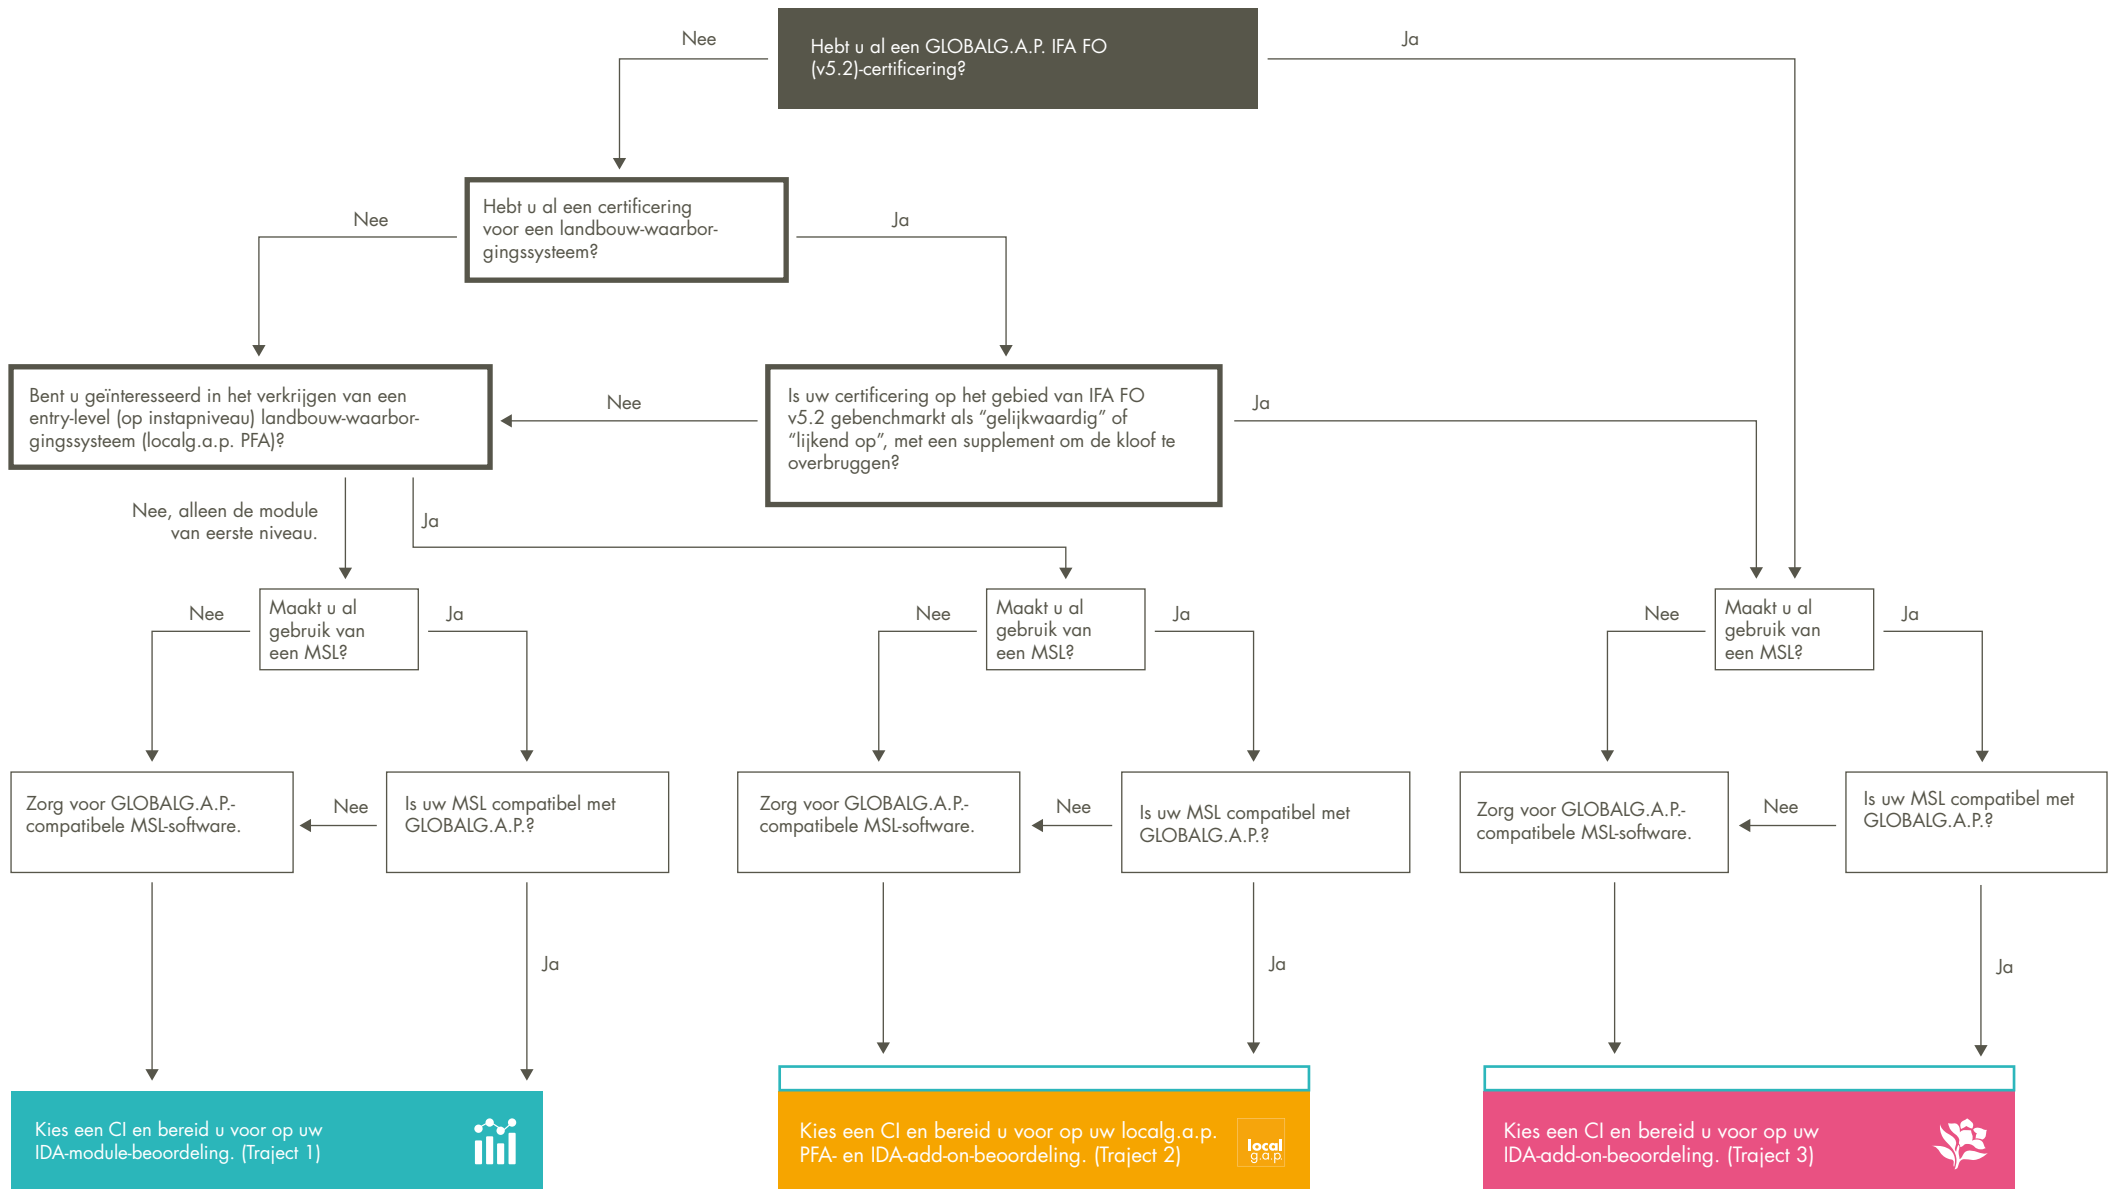 Nee
Hebt u al een GLOBALG.A.P. IFA FO
(v5.2)-certificering?
Ja
Hebt u al een certificering
voor een landbouw-waarbor-
gingssysteem?
Nee
Ja
Bent u geïnteresseerd in het verkrijgen van een
entry-level (op instapniveau) landbouw-waarbor-
gingssysteem (localg.a.p. PFA)?
Nee
Is uw certificering op het gebied van IFA FO
v5.2 gebenchmarkt als “gelijkwaardig” of
“lijkend op”, met een supplement om de kloof te
overbruggen?
Ja
Nee, alleen de module
van eerste niveau.
Ja
Nee
Maakt u al
gebruik van
een MSL?
Ja
Nee
Maakt u al
gebruik van
een MSL?
Ja
Nee
Maakt u al
gebruik van
een MSL?
Ja
Zorg voor GLOBALG.A.P.-
compatibele MSL-software.
Nee
Is uw MSL compatibel met
GLOBALG.A.P.?
Zorg voor GLOBALG.A.P.-
compatibele MSL-software.
Nee
Is uw MSL compatibel met
GLOBALG.A.P.?
Zorg voor GLOBALG.A.P.-
compatibele MSL-software.
Nee
Is uw MSL compatibel met
GLOBALG.A.P.?
Ja
Ja
Ja
Kies een CI en bereid u voor op uw
IDA-module-beoordeling. (Traject 1)
Kies een CI en bereid u voor op uw localg.a.p.
PFA- en IDA-add-on-beoordeling. (Traject 2)
local
g.a.p.
Kies een CI en bereid u voor op uw
IDA-add-on-beoordeling. (Traject 3)